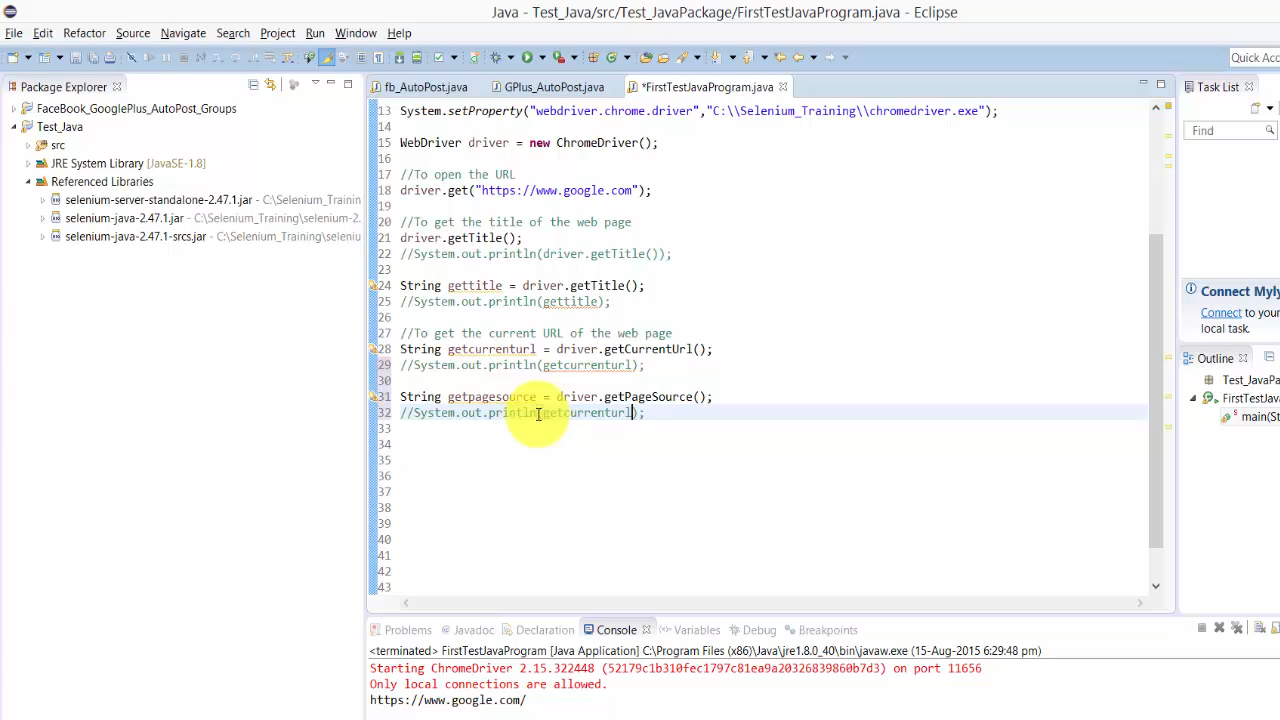 Java - Test_Java/src/Test_JavaPackage/FirstTestJavaProgram.java - Eclipse
File Edit Refactor Source Navigate Search Project Run Window Help
Quick Acc
Package Explorer
fb_AutoPost.java GPlus_AutoPost.java *FirstTestJavaProgram.java
Task List
FaceBook_GooglePlus_AutoPost_Groups
Test_Java
src
JRE System Library [JavaSE-1.8]
Referenced Libraries
selenium-server-standalone-2.47.1.jar - C:\Selenium_Training
selenium-java-2.47.1.jar - C:\Selenium_Training\selenium-2.
selenium-java-2.47.1-srcs.jar - C:\Selenium_Training\seleniu
13 System.setProperty("webdriver.chrome.driver","C:\\Selenium_Training\\chromedriver.exe");
14
15 WebDriver driver = new ChromeDriver();
16
17 //To open the URL
18 driver.get("https://www.google.com");
19
20 //To get the title of the web page
21 driver.getTitle();
22 //System.out.println(driver.getTitle());
23
24 String gettitle = driver.getTitle();
25 //System.out.println(gettitle);
26
27 //To get the current URL of the web page
28 String getcurrenturl = driver.getCurrentUrl();
29 //System.out.println(getcurrenturl);
30
31 String getpagesource = driver.getPageSource();
32 //System.out.println(getcurrenturl);
33
34
35
36
37
38
39
40
41
42
43
Find
Connect Myly
Connect to your
local task.
Outline
Test_JavaPa
FirstTestJav
main(St
Problems Javadoc Declaration Console Variables Debug Breakpoints
<terminated> FirstTestJavaProgram [Java Application] C:\Program Files (x86)\Java\jre1.8.0_40\bin\javaw.exe (15-Aug-2015 6:29:48 pm)
Starting ChromeDriver 2.15.322448 (52179c1b310fec1797c81ea9a20326839860b7d3) on port 11656
Only local connections are allowed.
https://www.google.com/